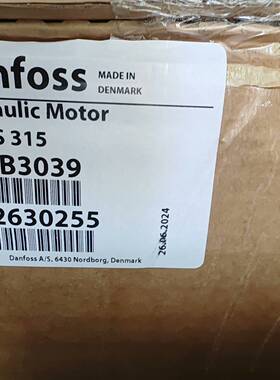 nfoss
MADE IN
DENMARK
aulic Motor
S 315
B3039
2630255
26.06.2024
Danfoss A/S, 6430 Nordborg, Denmark